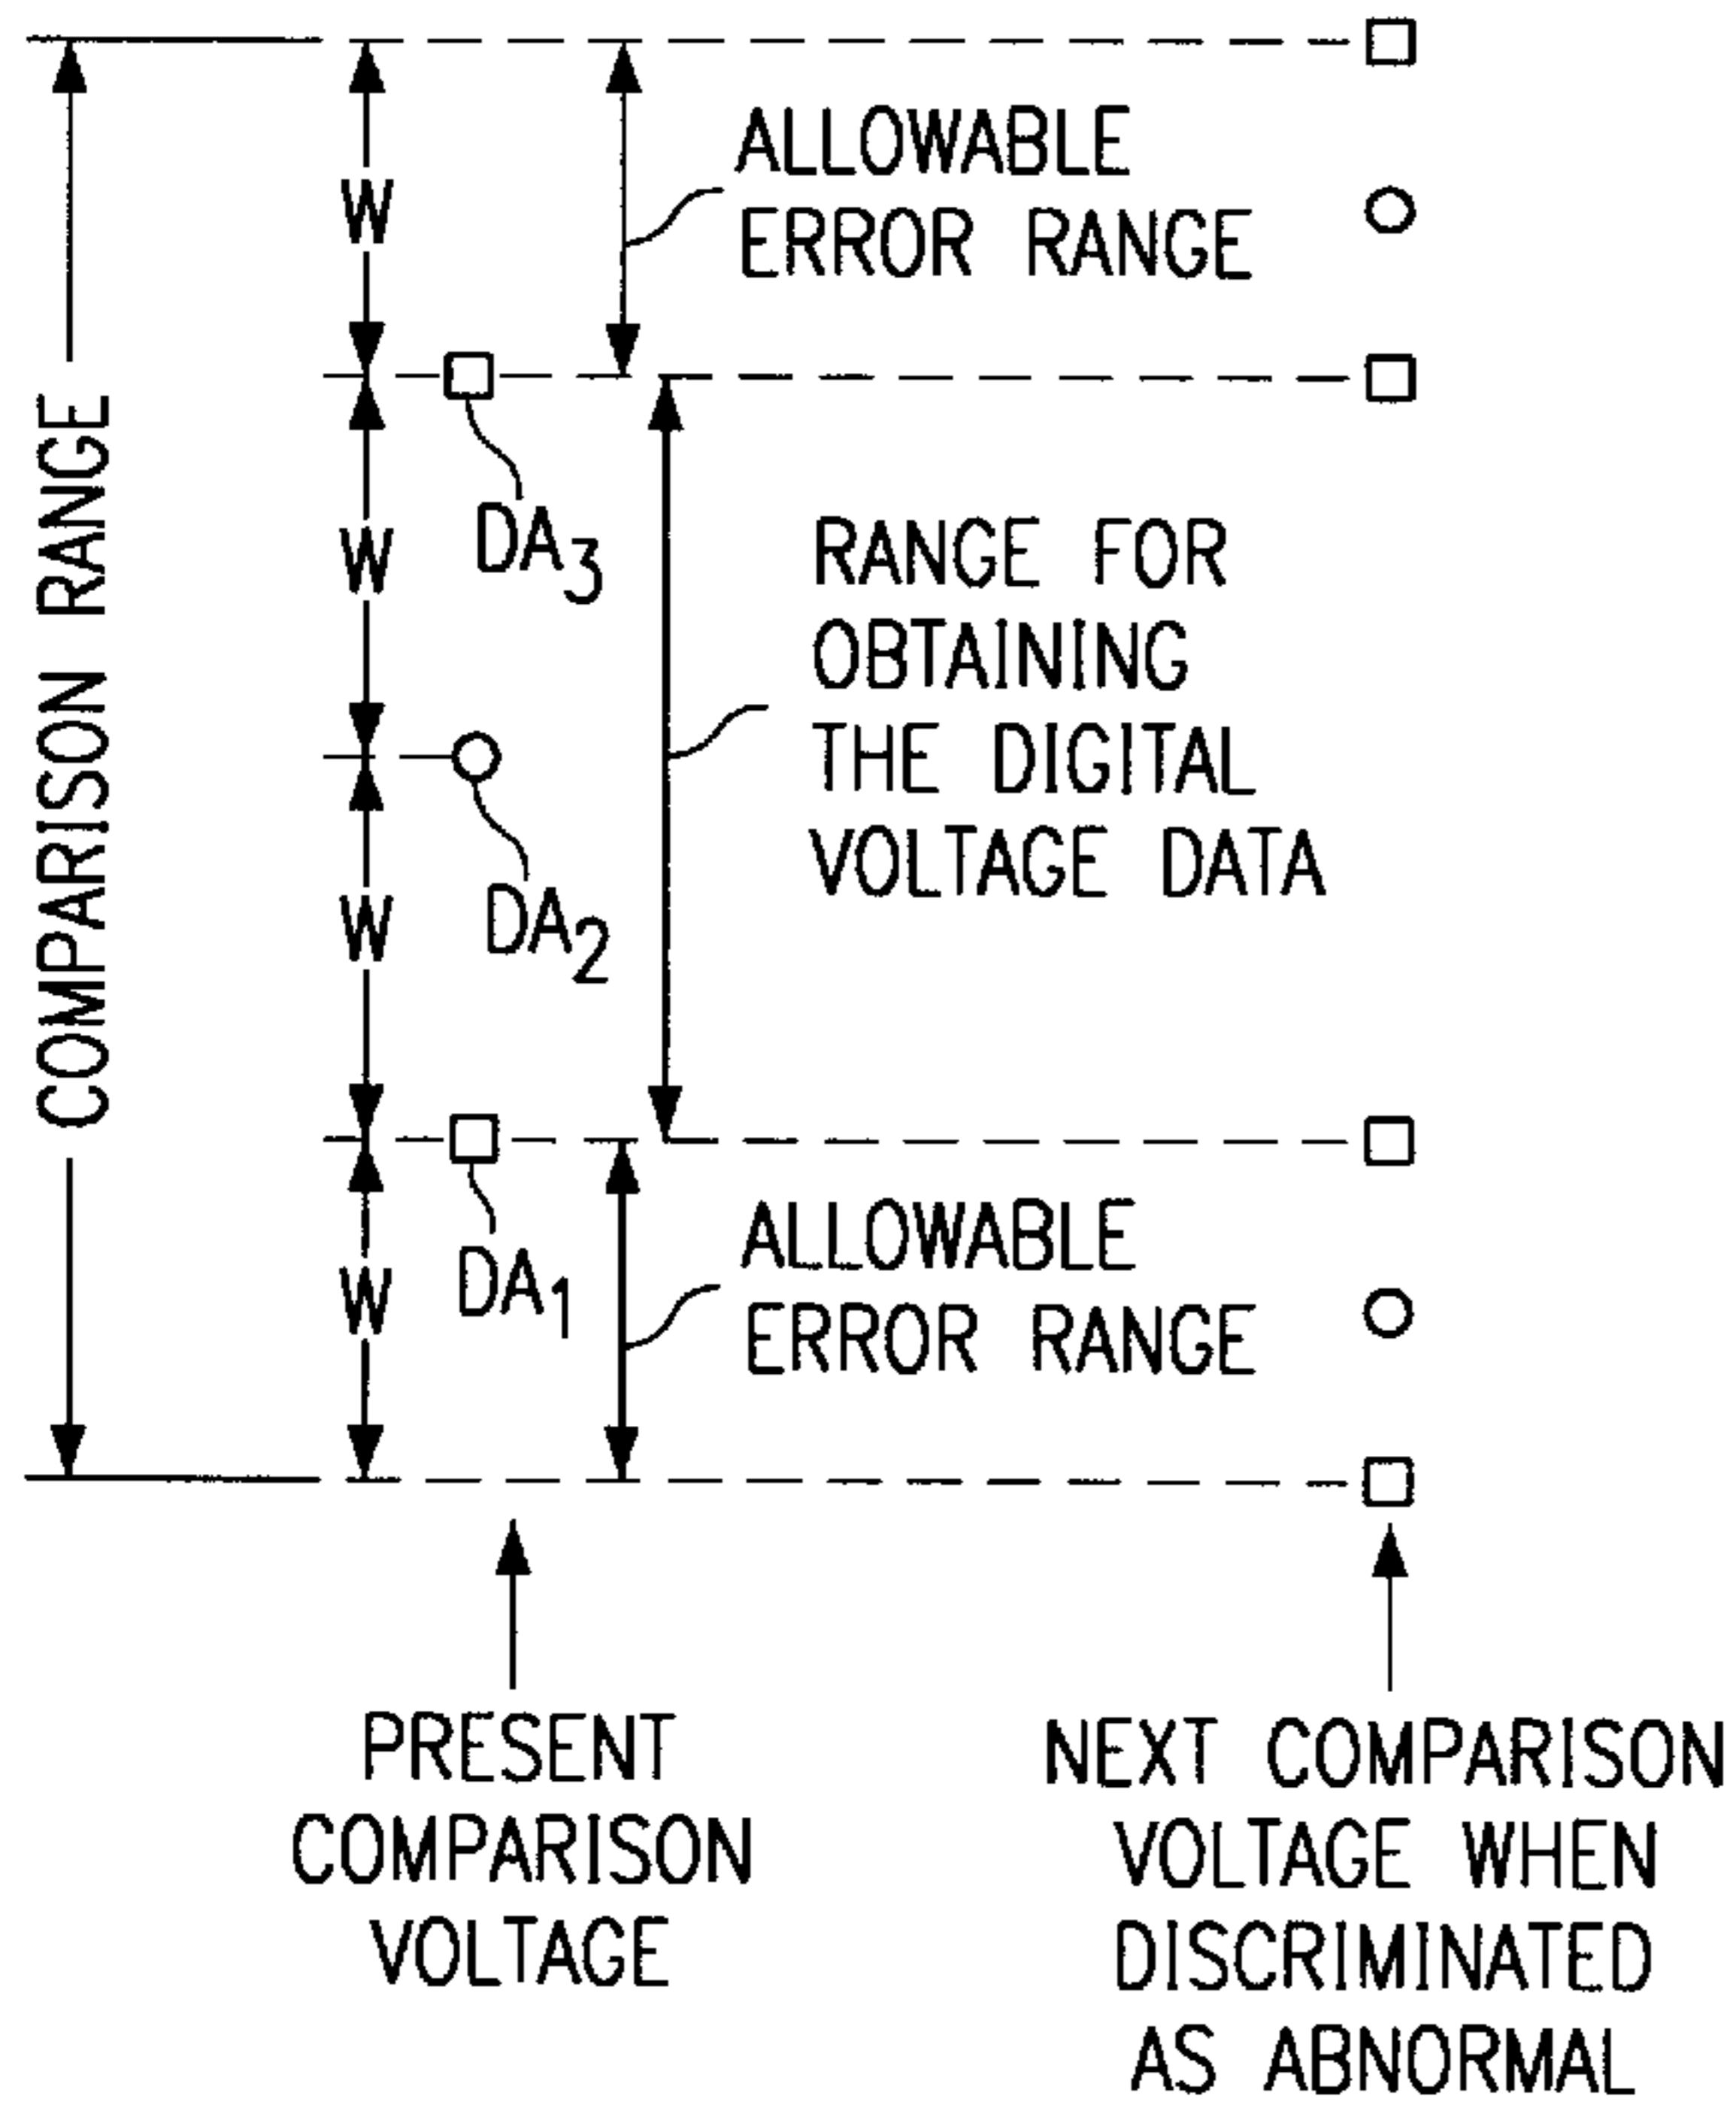 COMPARISON RANGE
W
ALLOWABLE
ERROR RANGE
W
DA3
RANGE FOR
OBTAINING
THE DIGITAL
VOLTAGE DATA
W
DA2
W
DA1
ALLOWABLE
ERROR RANGE
PRESENT
COMPARISON
VOLTAGE
NEXT COMPARISON
VOLTAGE WHEN
DISCRIMINATED
AS ABNORMAL